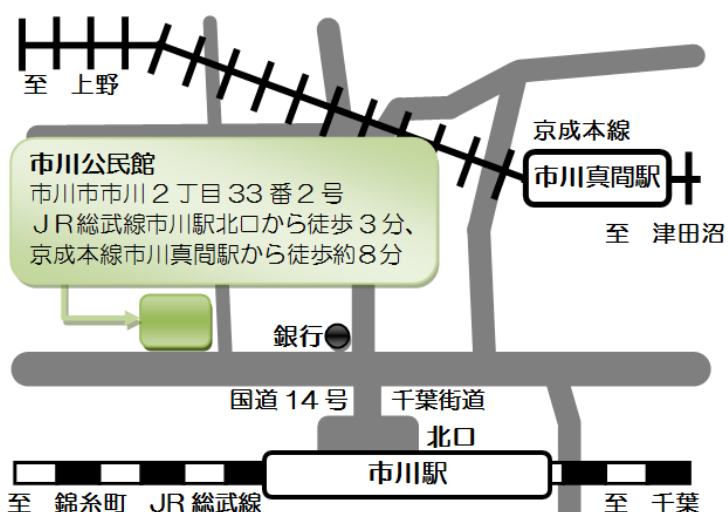 至 上野
京成本線
市川公民館
市川市市川２丁目33番２号
ＪＲ総武線市川駅北口から徒歩３分、
京成本線市川真間駅から徒歩約８分
市川真間駅
至 津田沼
銀行
国道14号 千葉街道
北口
市川駅
至 錦糸町 JR総武線
至 千葉